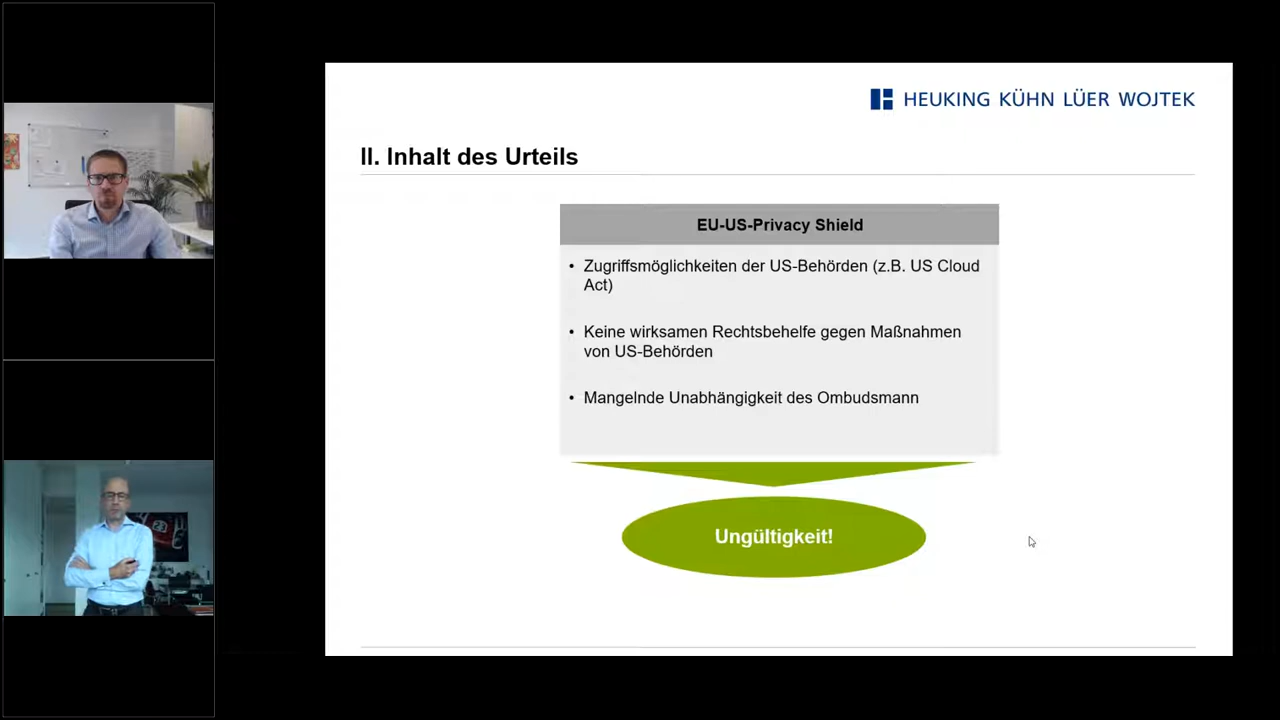 HEUKING KÜHN LÜER WOJTEK
II. Inhalt des Urteils
EU-US-Privacy Shield
• Zugriffsmöglichkeiten der US-Behörden (z.B. US Cloud
Act)
• Keine wirksamen Rechtsbehelfe gegen Maßnahmen
von US-Behörden
• Mangelnde Unabhängigkeit des Ombudsmann
Ungültigkeit!